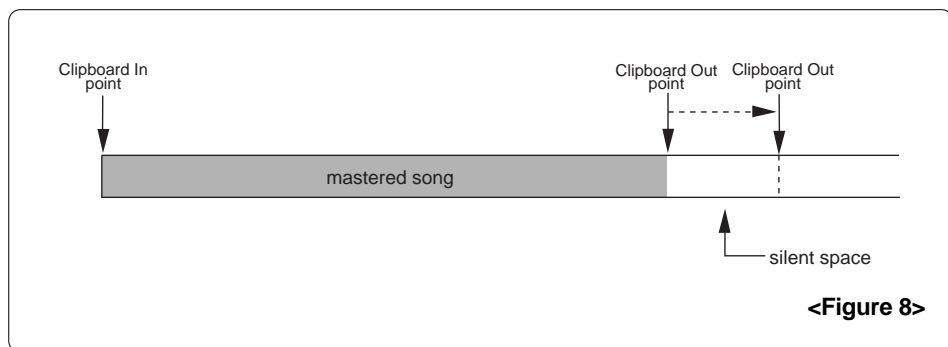 Clipboard In
point
Clipboard Out
point
Clipboard Out
point
mastered song
silent space
<Figure 8>